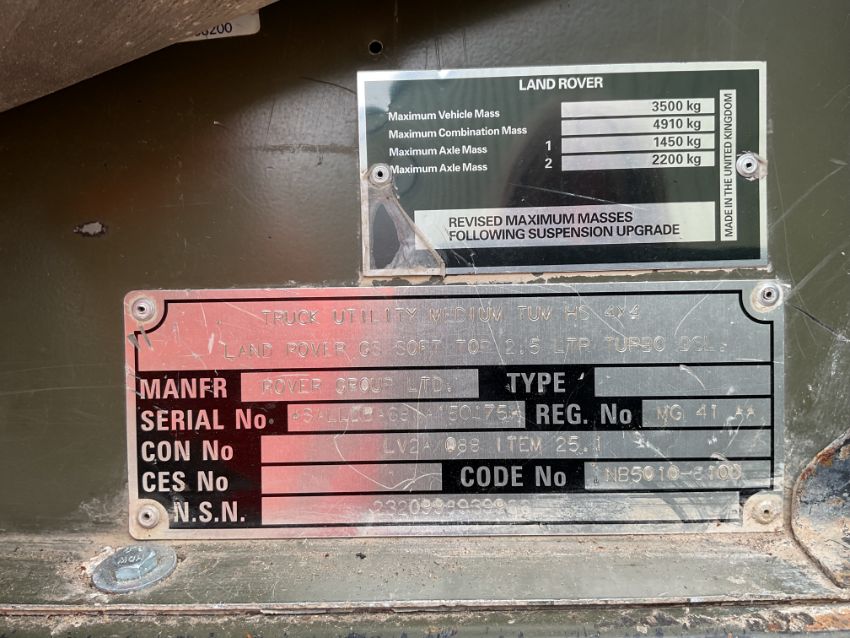 LAND ROVER
Maximum Vehicle Mass 3500 kg
Maximum Combination Mass 4910 kg
Maximum Axle Mass 1 1450 kg
Maximum Axle Mass 2 2200 kg
MADE IN THE UNITED KINGDOM
REVISED MAXIMUM MASSES
FOLLOWING SUSPENSION UPGRADE
TRUCK UTILITY MEDIUM TUM HS 4X4
LAND ROVER GS SOFT TOP 2.5 LTR TURBO DSL.
MANFR ROVER GROUP LTD. TYPE
SERIAL No. REG. No MG 41 AA
CON No ITEM 25.1
CES No CODE No
N.S.N.